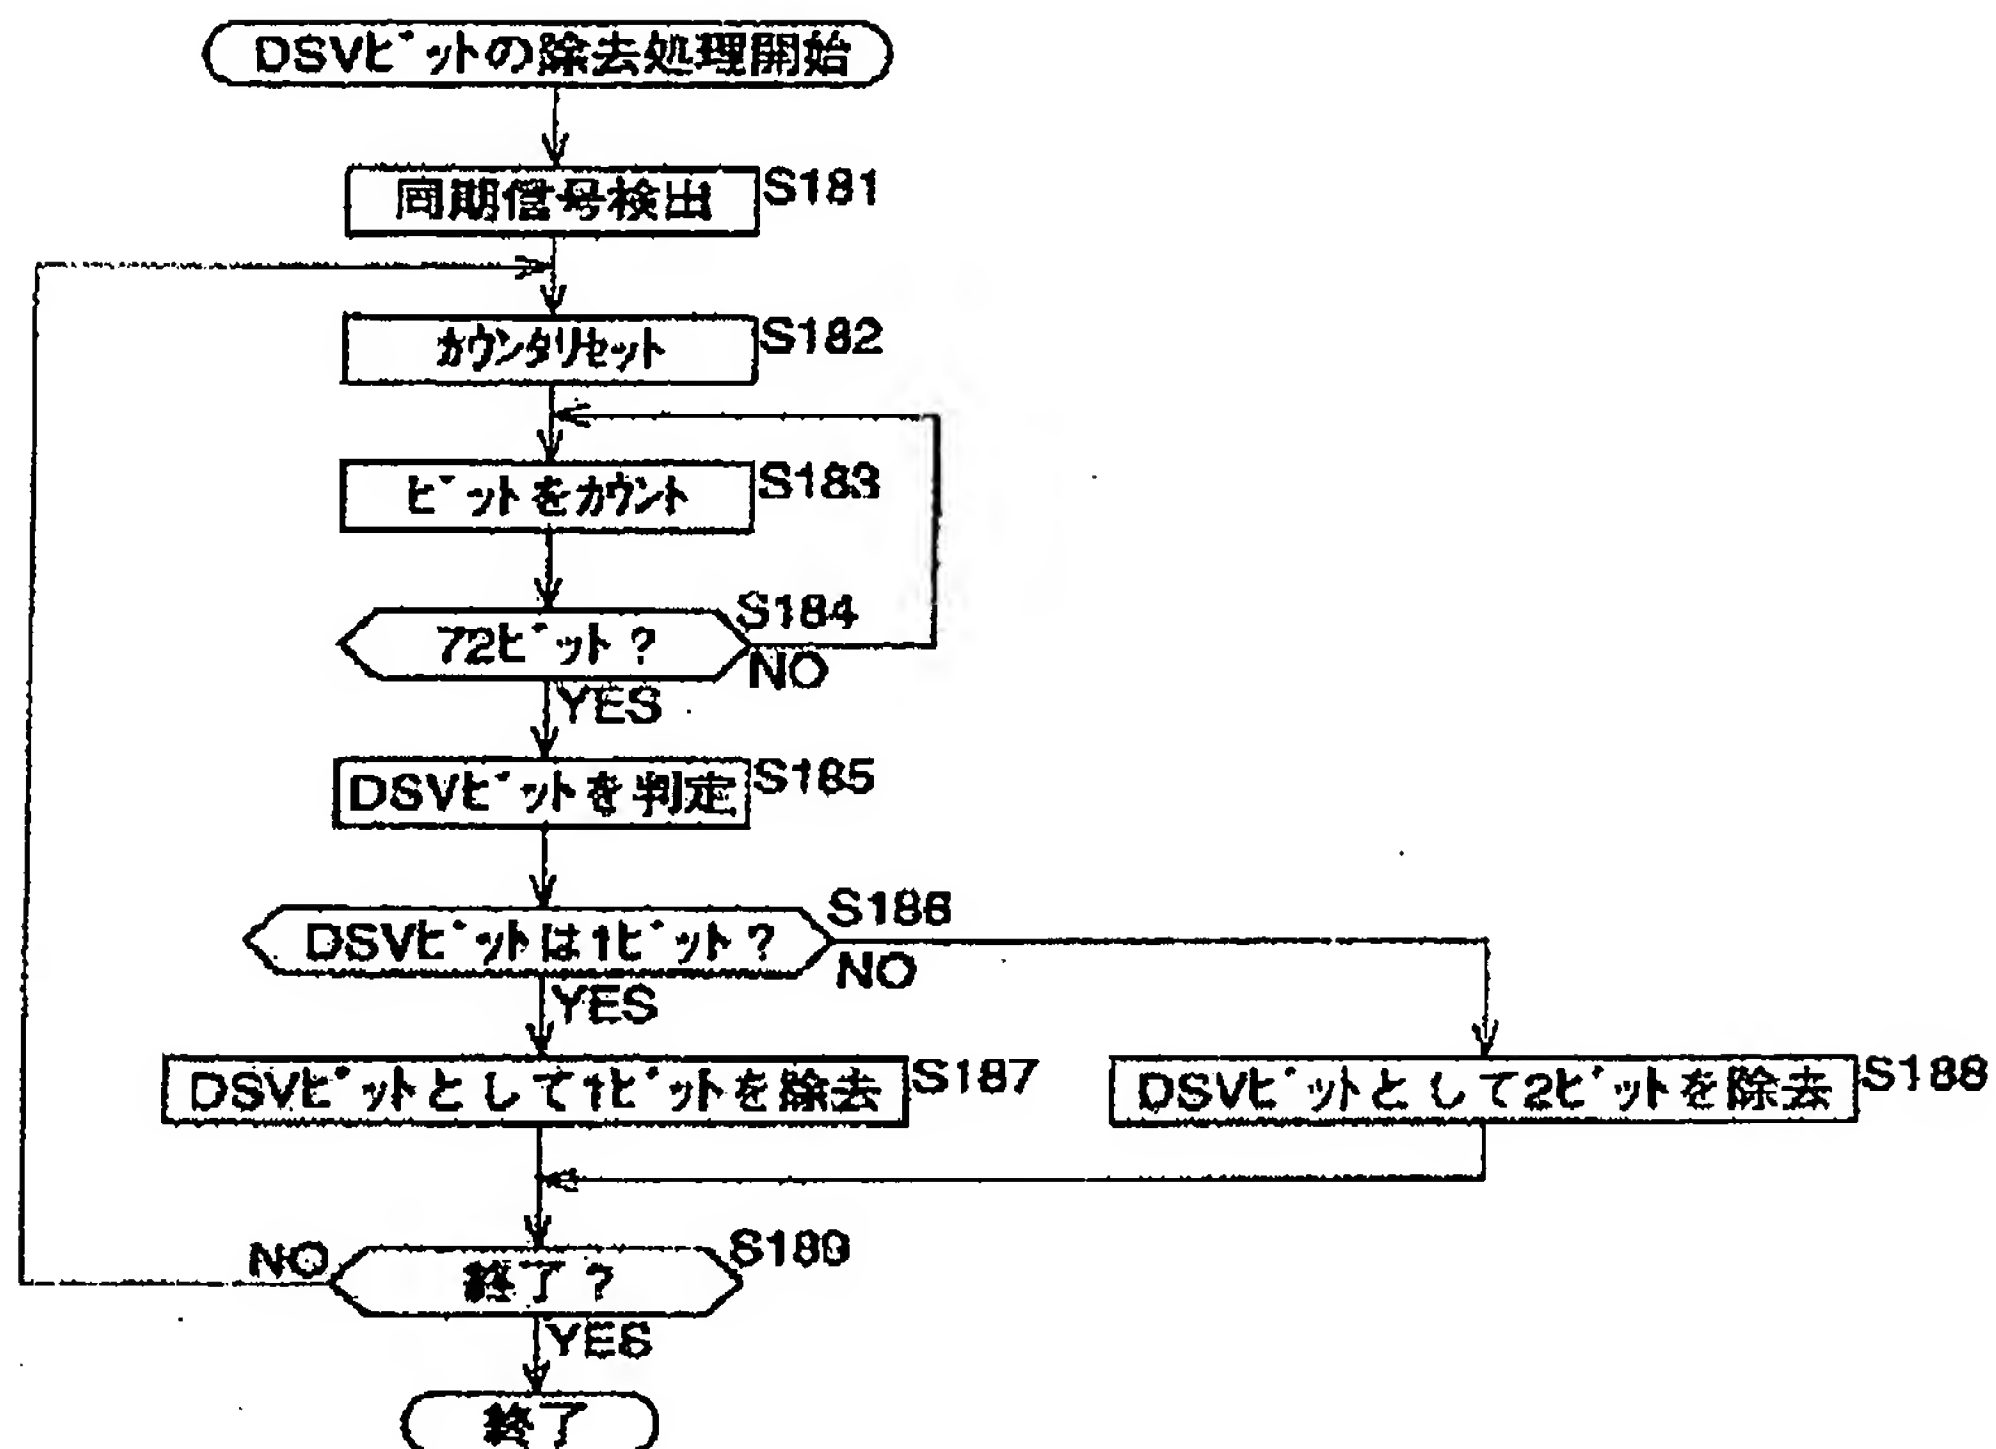 DSVビットの除去処理開始
同期信号検出 S181
カウンタリセット S182
ビットをカウント S183
72ビット? S184
NO
YES
DSVビットを判定 S185
DSVビットは1ビット? S186
NO
YES
DSVビットとして1ビットを除去 S187
DSVビットとして2ビットを除去 S188
NO
終了? S189
YES
終了